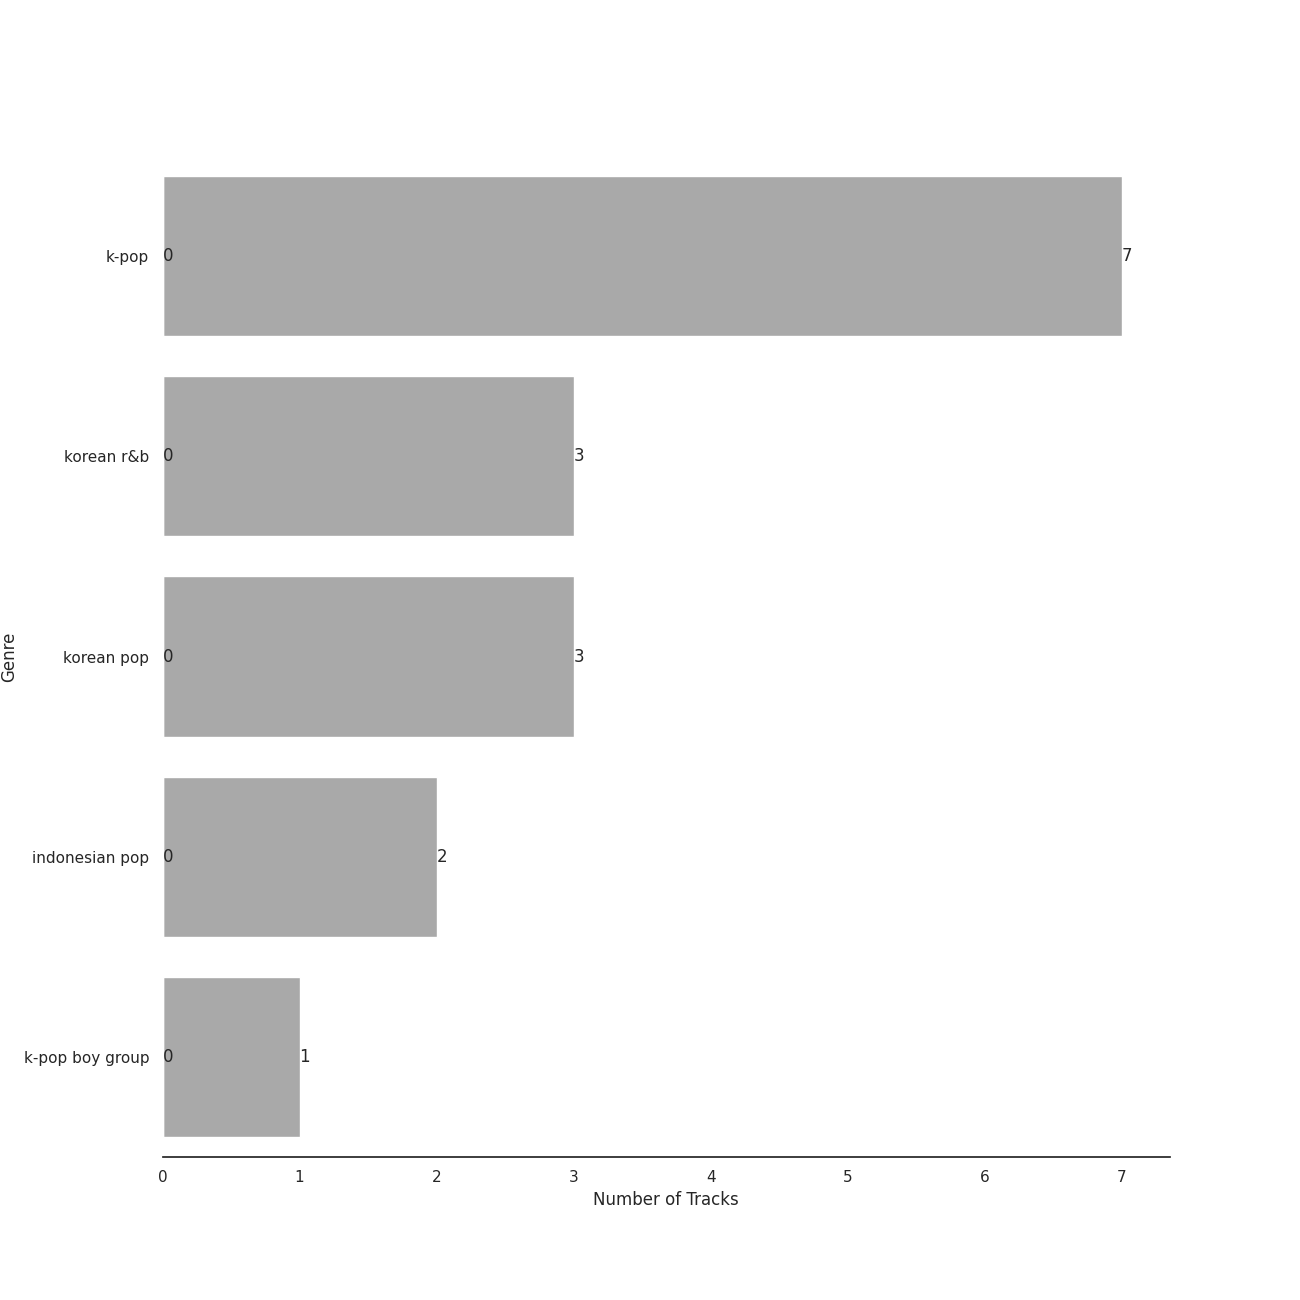 k-pop 0 7
korean r&b 0 3
korean pop 0 3
Genre
indonesian pop 0 2
k-pop boy group 0 1
0 1 2 3 4 5 6 7
Number of Tracks